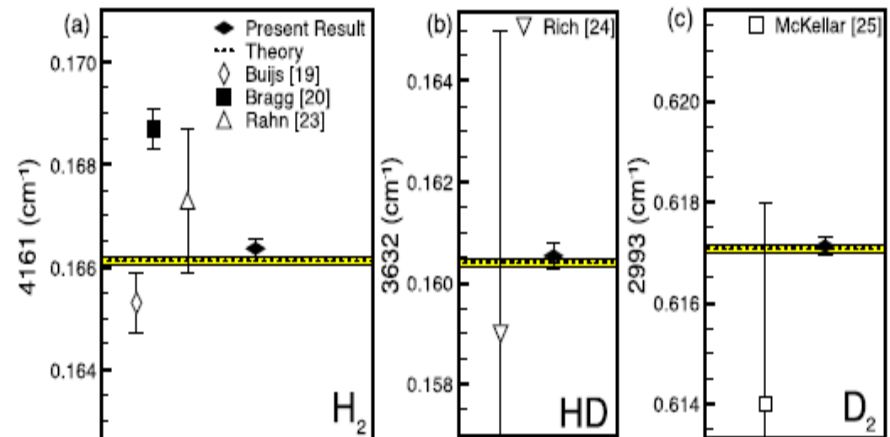 (a)
Present Result
Theory
Buijs [19]
Bragg [20]
Rahn [23]
0.170
0.168
0.166
0.164
4161 (cm⁻¹)
H₂
(b)
Rich [24]
0.164
0.162
0.160
0.158
3632 (cm⁻¹)
HD
(c)
McKellar [25]
0.620
0.618
0.616
0.614
2993 (cm⁻¹)
D₂